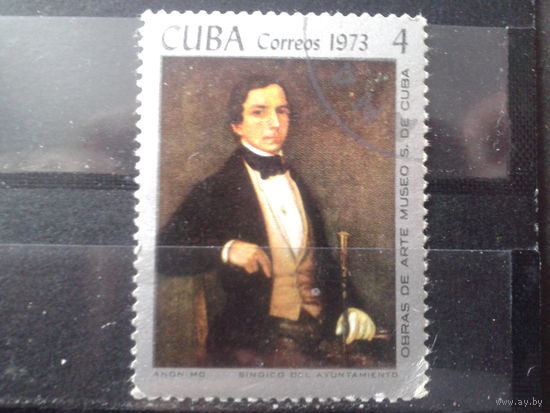 CUBA Correos 1973 4
OBRAS DE ARTE MUSEO S. DE CUBA
ANONIMO SINDICO DEL AYUNTAMIENTO
www.ay.by